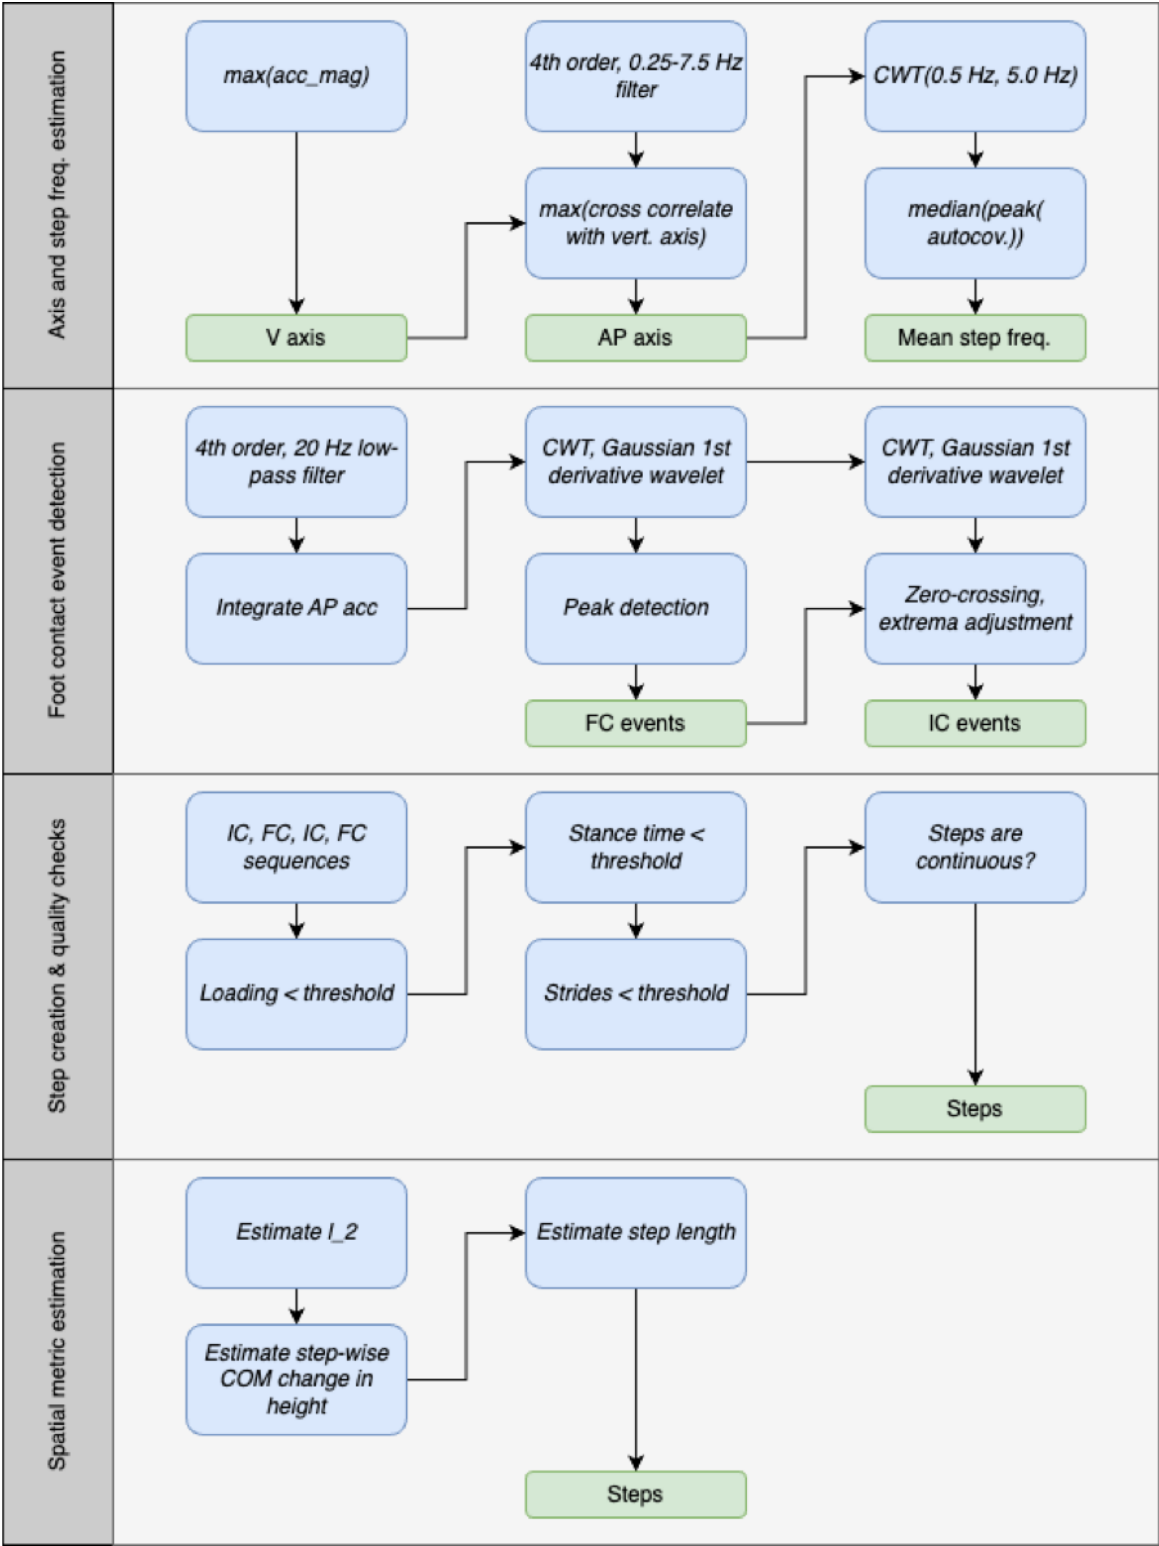 Axis and step freq. estimation
max(acc_mag)
V axis
4th order, 0.25-7.5 Hz
filter
max(cross correlate
with vert. axis)
AP axis
CWT(0.5 Hz, 5.0 Hz)
median(peak(
autocov.))
Mean step freq.
Foot contact event detection
4th order, 20 Hz low-
pass filter
Integrate AP acc
CWT, Gaussian 1st
derivative wavelet
Peak detection
FC events
CWT, Gaussian 1st
derivative wavelet
Zero-crossing,
extrema adjustment
IC events
Step creation & quality checks
IC, FC, IC, FC
sequences
Loading < threshold
Stance time <
threshold
Strides < threshold
Steps are
continuous?
Steps
Spatial metric estimation
Estimate l_2
Estimate step-wise
COM change in
height
Estimate step length
Steps